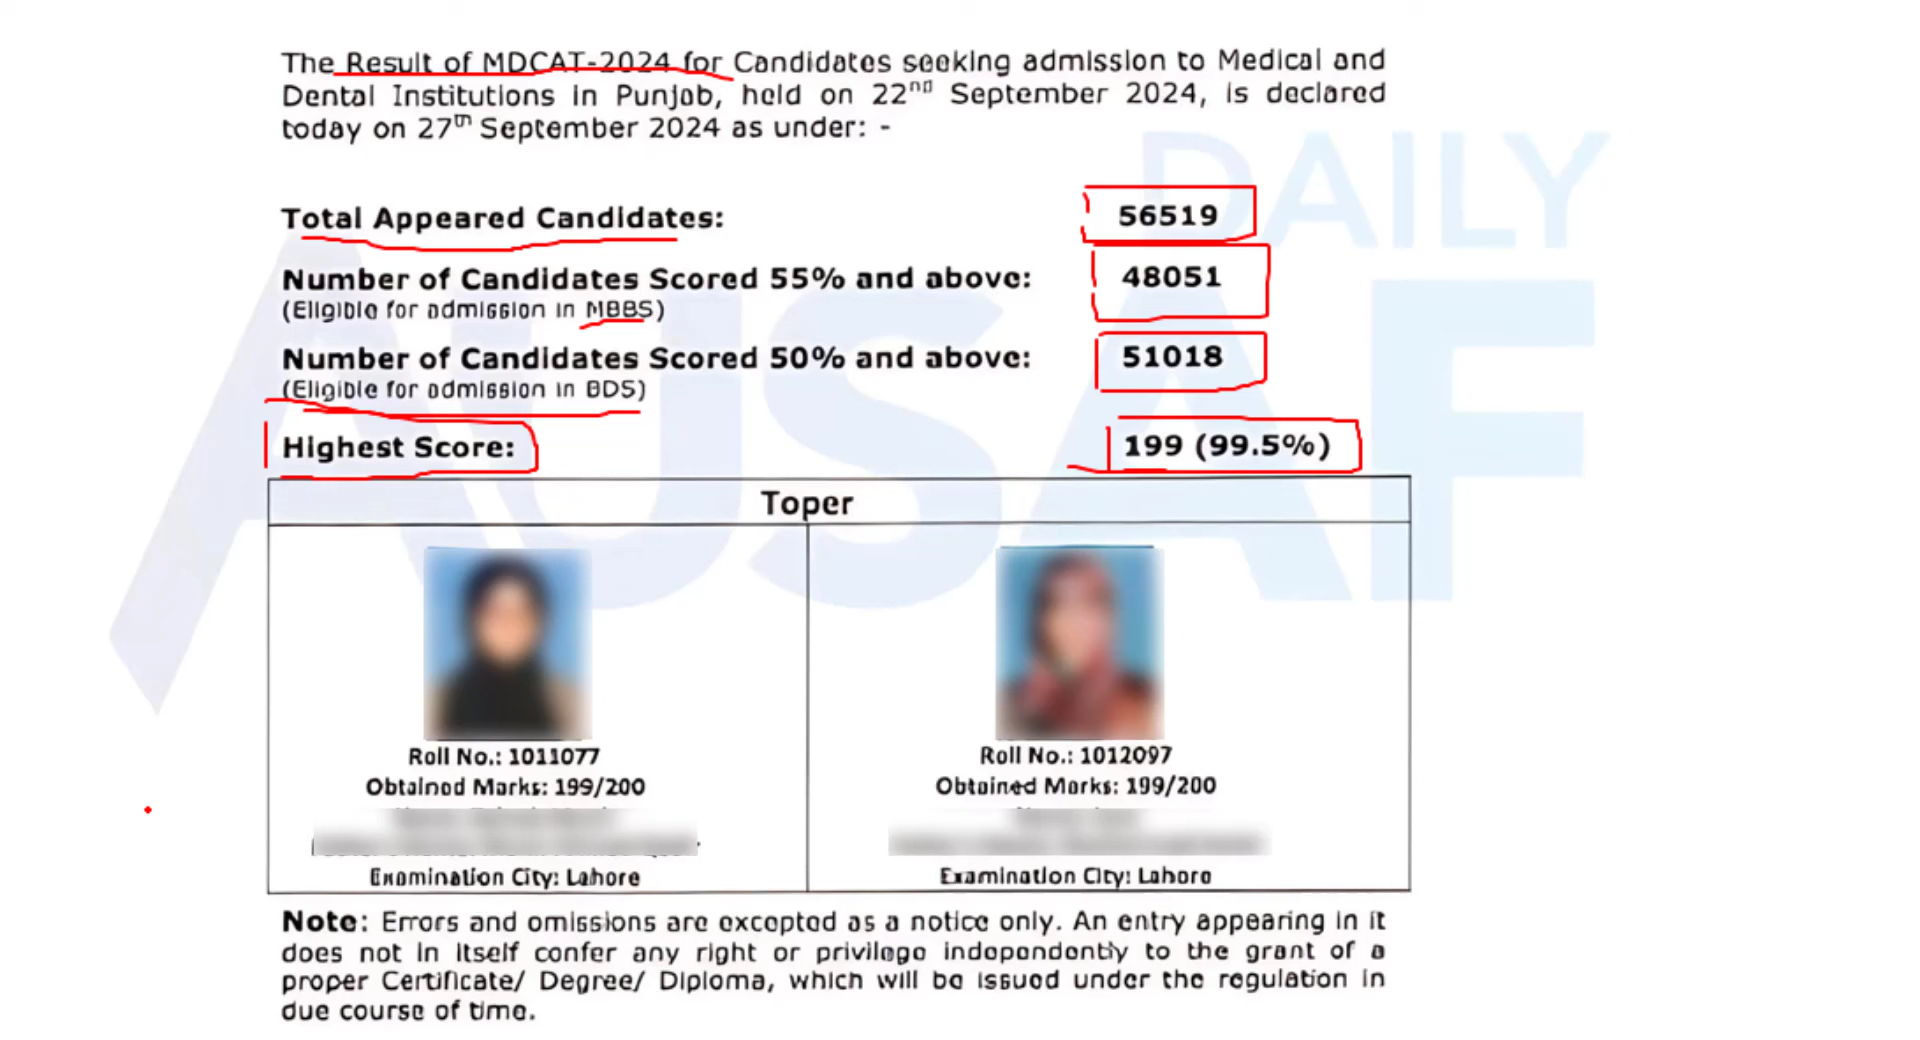 The Result of MDCAT-2024 for Candidates seeking admission to Medical and
Dental Institutions in Punjab, held on 22nd September 2024, is declared
today on 27th September 2024 as under: -
DAILY
AUSAF
Total Appeared Candidates: 56519
Number of Candidates Scored 55% and above: 48051
(Eligible for admission in MBBS)
Number of Candidates Scored 50% and above: 51018
(Eligible for admission in BDS)
Highest Score: 199 (99.5%)
Toper
Roll No.: 1011077
Obtained Marks: 199/200
Examination City: Lahore
Roll No.: 1012097
Obtained Marks: 199/200
Examination City: Lahore
Note: Errors and omissions are excepted as a notice only. An entry appearing in it
does not in itself confer any right or privilege independently to the grant of a
proper Certificate/ Degree/ Diploma, which will be issued under the regulation in
due course of time.